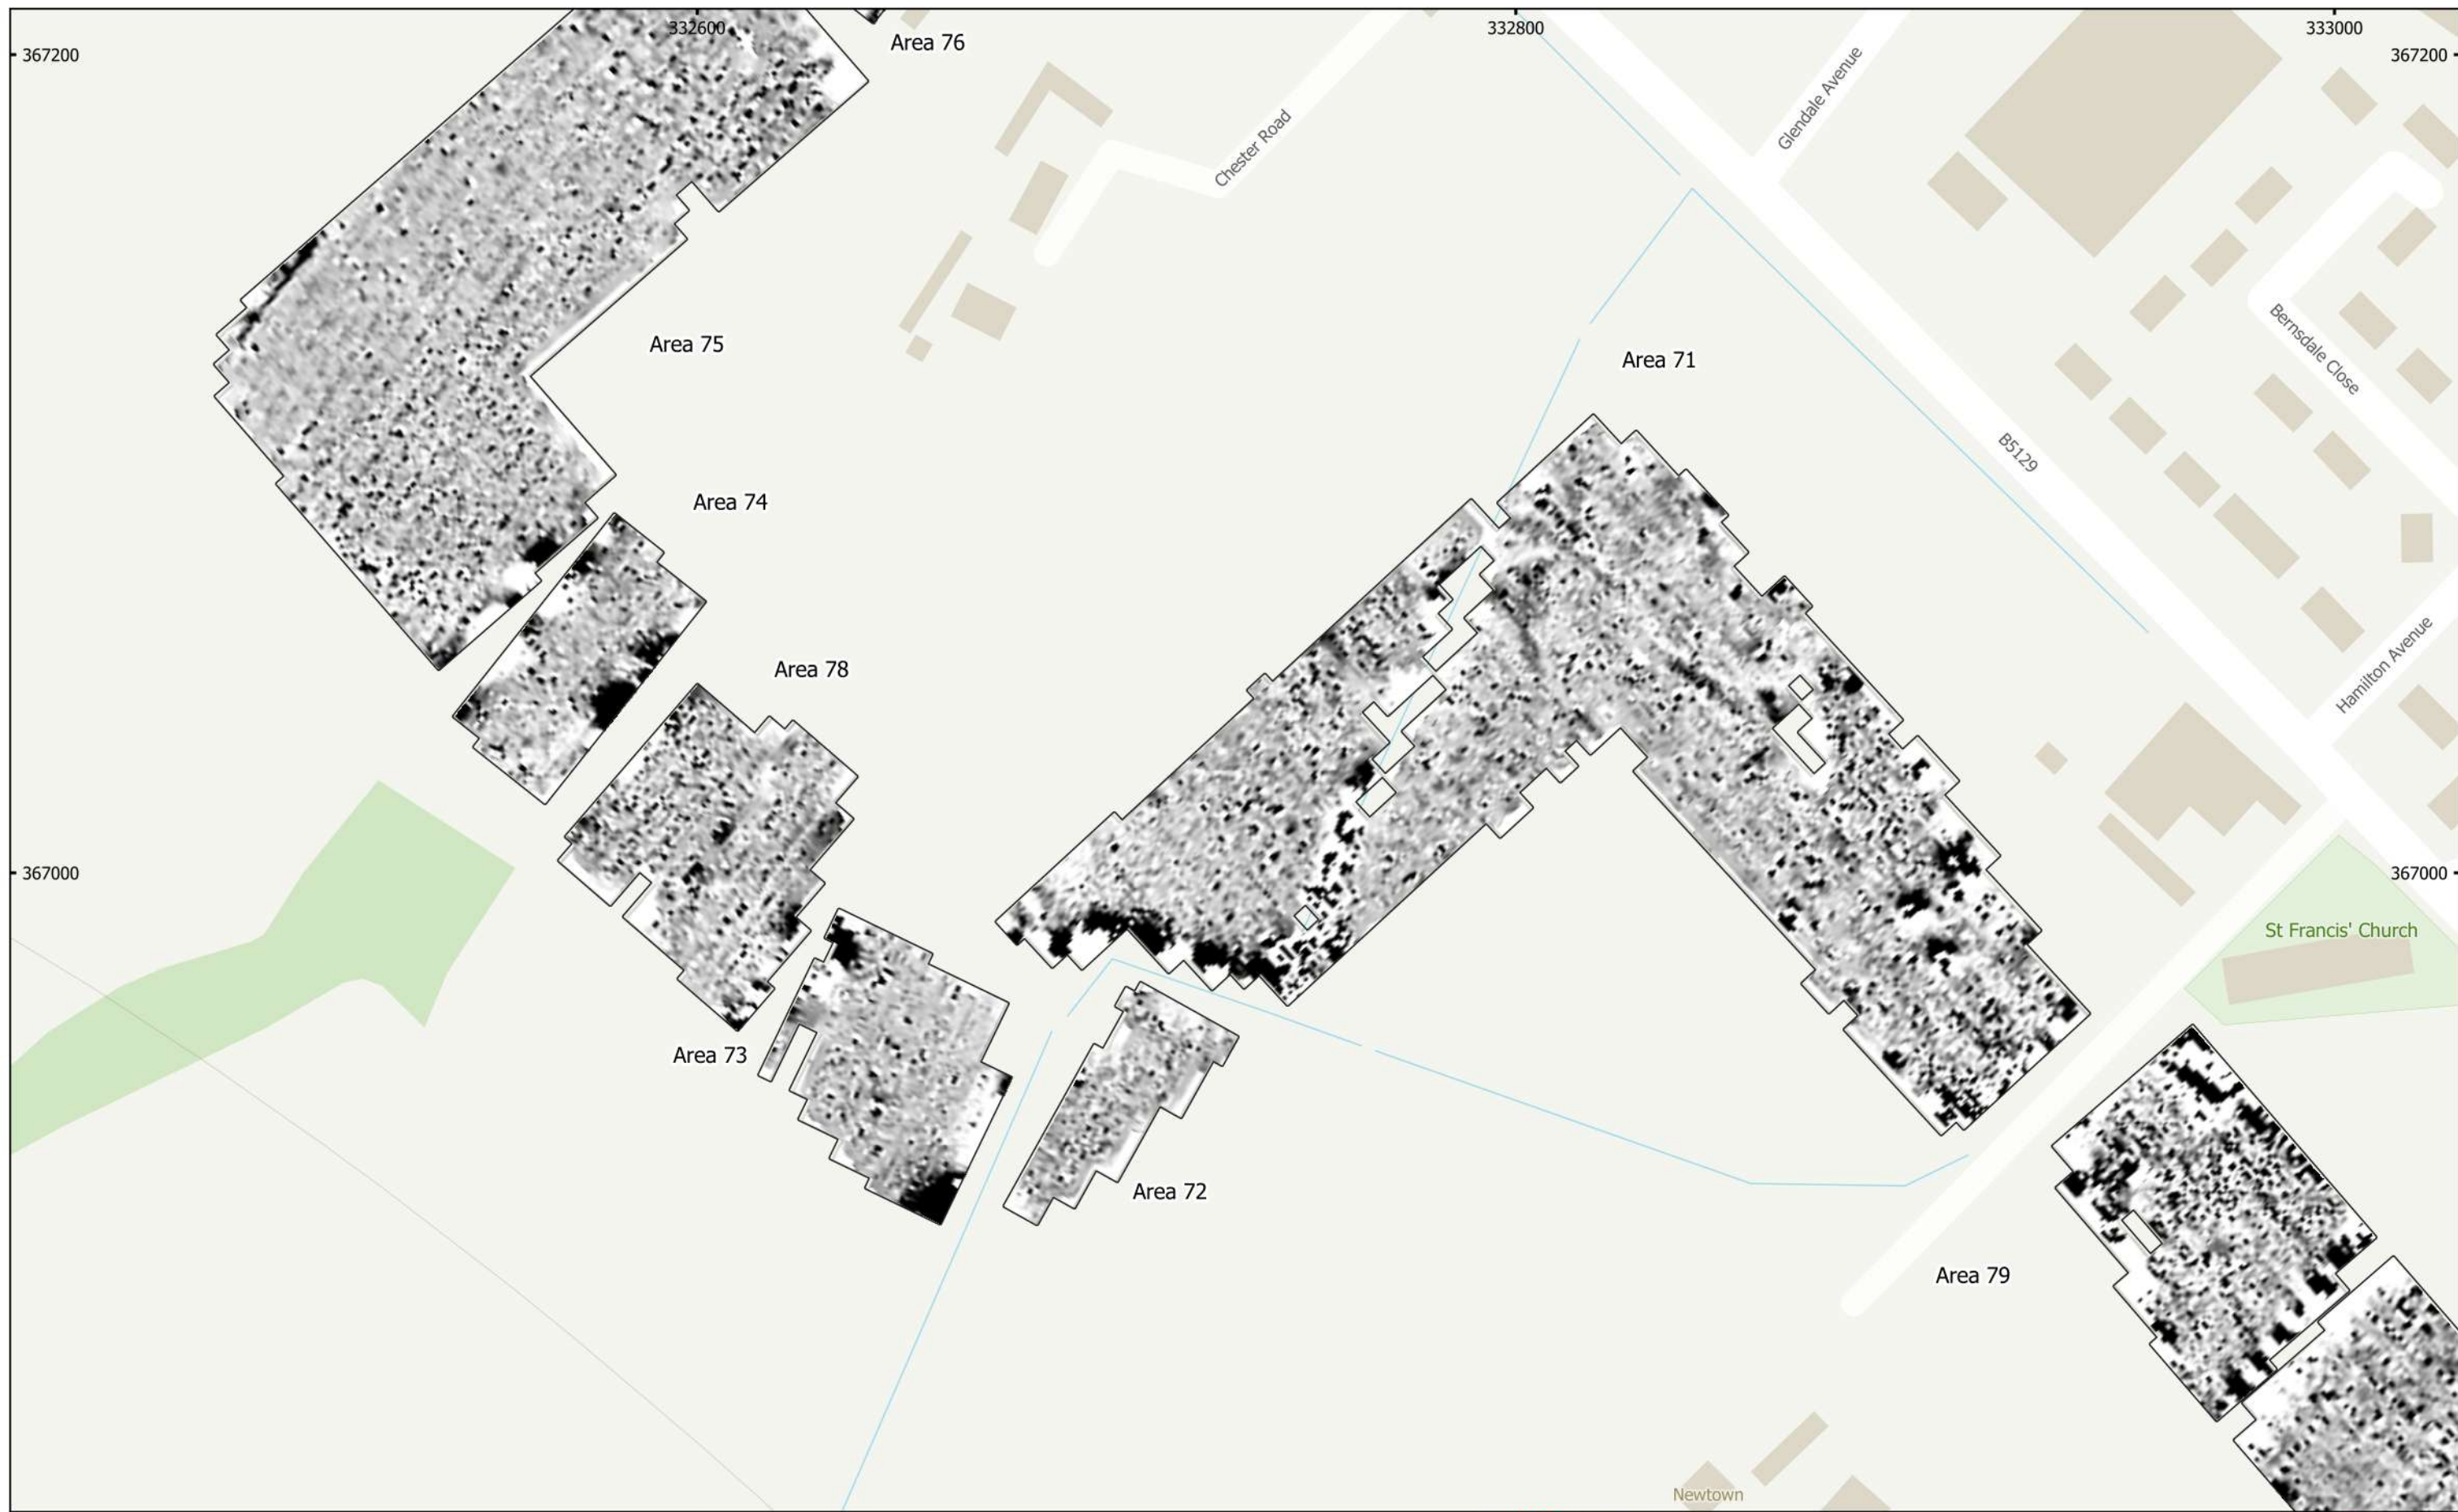 332600
332800
333000
367200
367200
Area 76
Glendale Avenue
Chester Road
Area 75
Area 71
Bernsdale Close
B5129
Area 74
Area 78
Hamilton Avenue
367000
367000
St Francis' Church
Area 73
Area 72
Area 79
Newtown